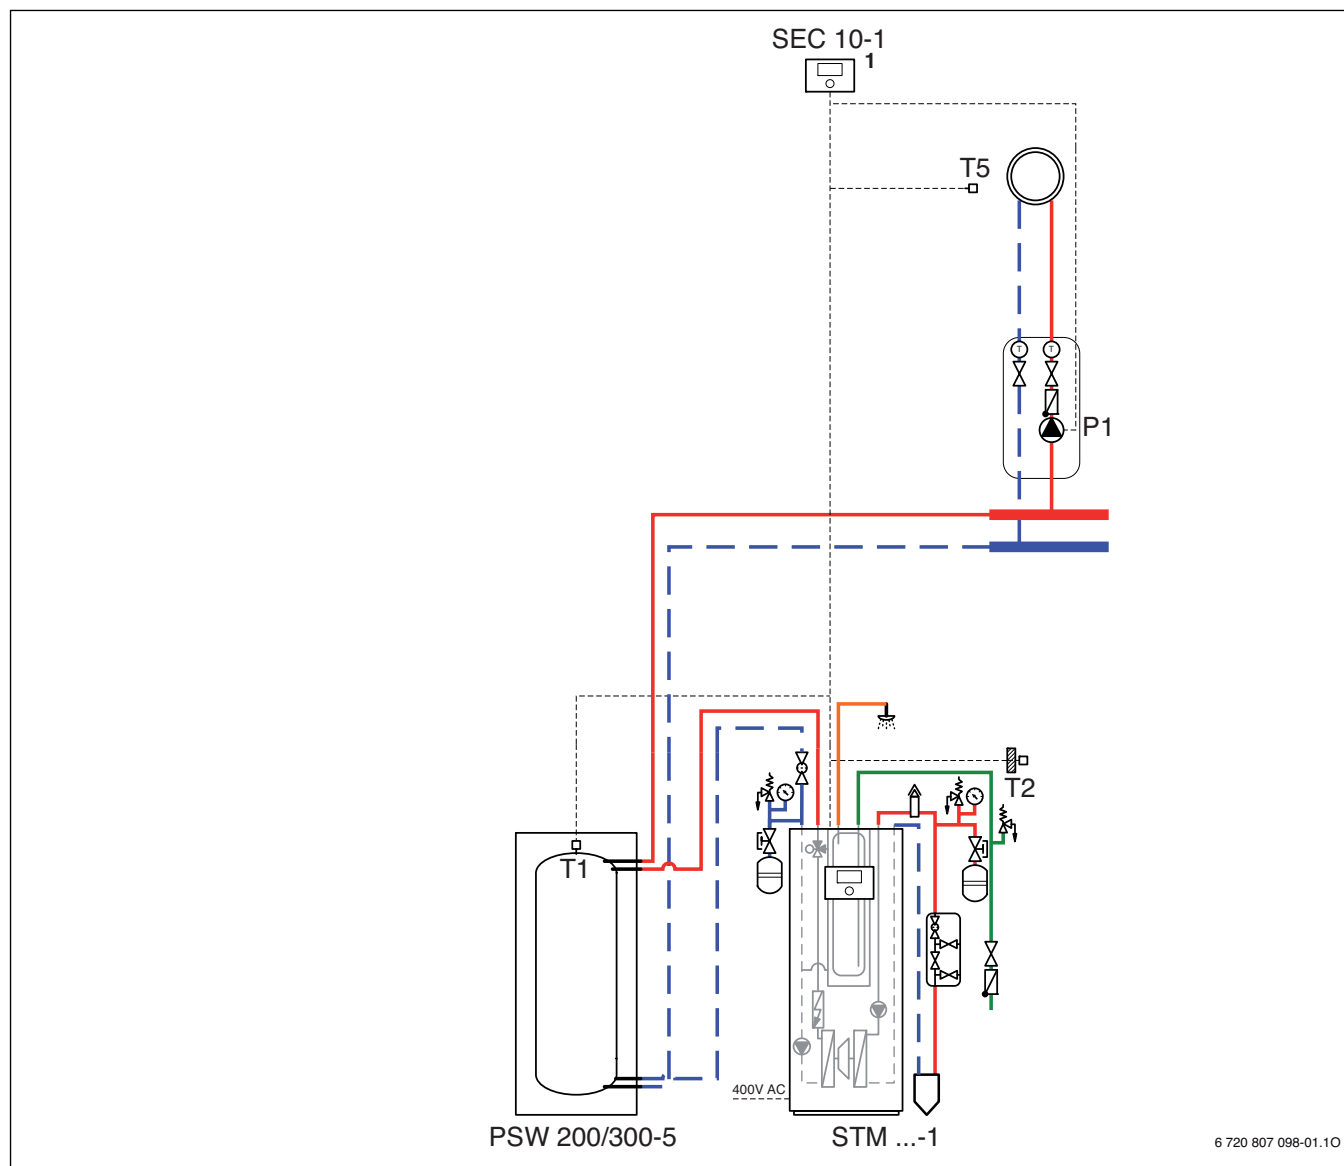 SEC 10-1
1
T5
T
T
P1
T2
T1
400V AC
PSW 200/300-5
STM ...-1
6 720 807 098-01.1O